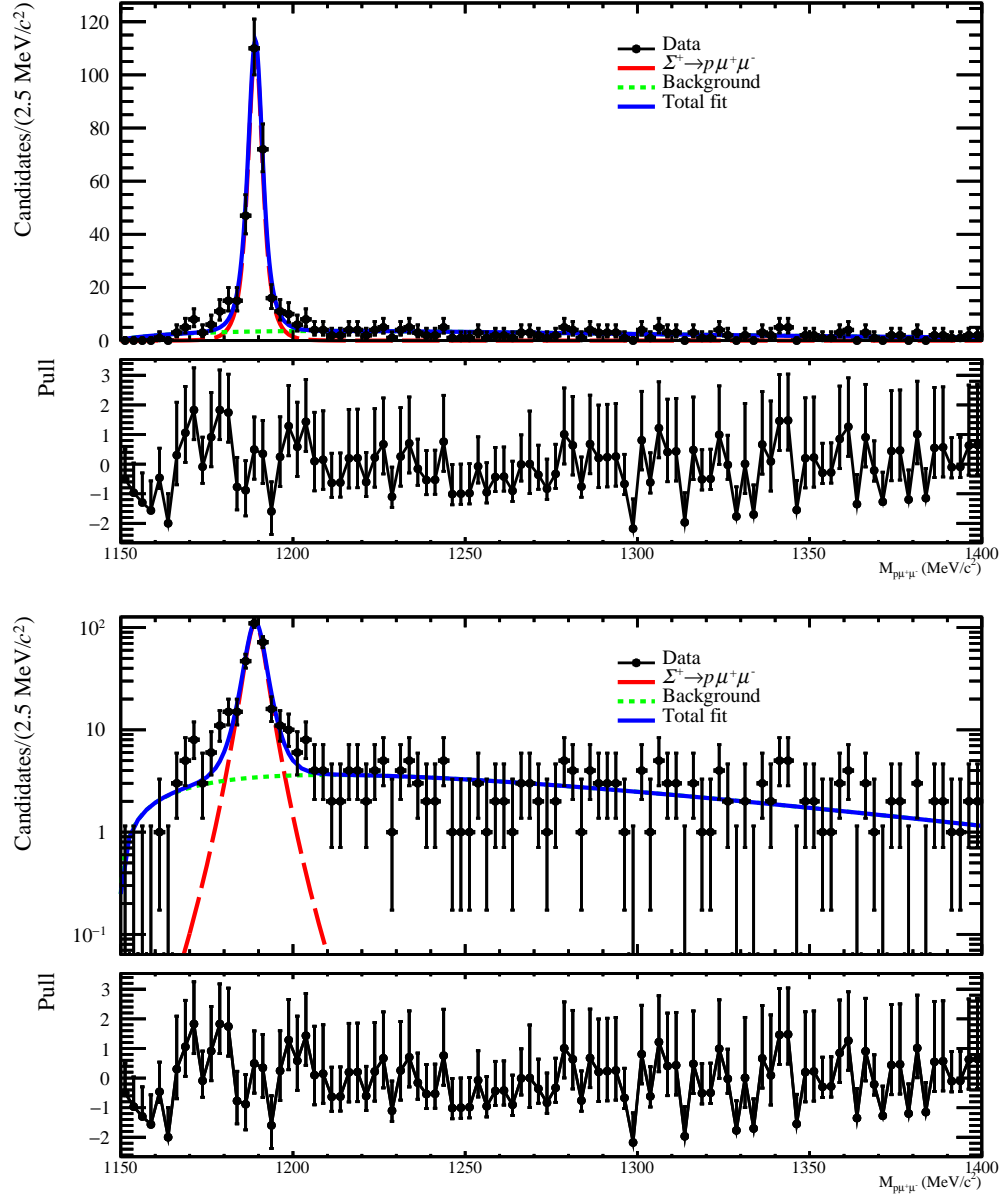 Candidates/(2.5 MeV/c²)
120
100
80
60
40
20
0
Data
Σ⁺→pμ⁺μ⁻
Background
Total fit
Pull
3
2
1
0
−1
−2
1150 1200 1250 1300 1350 1400
M_pμ⁺μ⁻ (MeV/c²)
Candidates/(2.5 MeV/c²)
10²
10
1
10⁻¹
Data
Σ⁺→pμ⁺μ⁻
Background
Total fit
Pull
3
2
1
0
−1
−2
1150 1200 1250 1300 1350 1400
M_pμ⁺μ⁻ (MeV/c²)